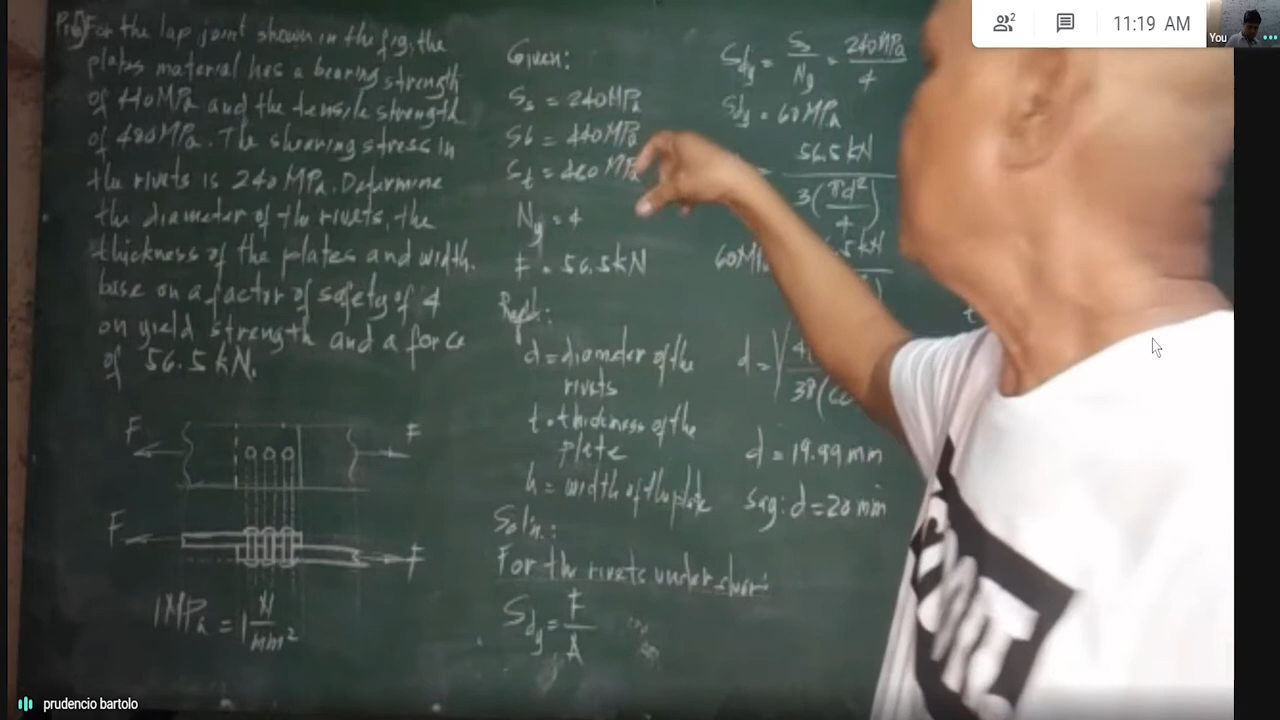 Prob For the lap joint shown in the fig, the
plates material has a bearing strength
of 440MPa and the tensile strength
of 480MPa. The shearing stress in
the rivets is 240 MPa. Determine
the diameter of the rivets, the
thickness of the plates and width.
base on a factor of safety of 4
on yield strength and a force
of 56.5 kN.
F
F
F
F
1MPa = 1 N/mm²
Given:
Ss = 240MPa
Sb = 440MPa
St = 480 MPa
Ny = 4
F = 56.5kN
Reqd.:
d = diameter of the
rivets
t = thickness of the
plate
h = width of the plate
Sol'n.:
For the rivets under shear:
Sdy = F/A
Sdy = Ss/Ny = 240MPa/4
Sdy = 60MPa
56.5 kN
3(πd²/4)
60MPa
d = √
d = 19.99 mm
say: d = 20 mm
2
11:19 AM
You
prudencio bartolo